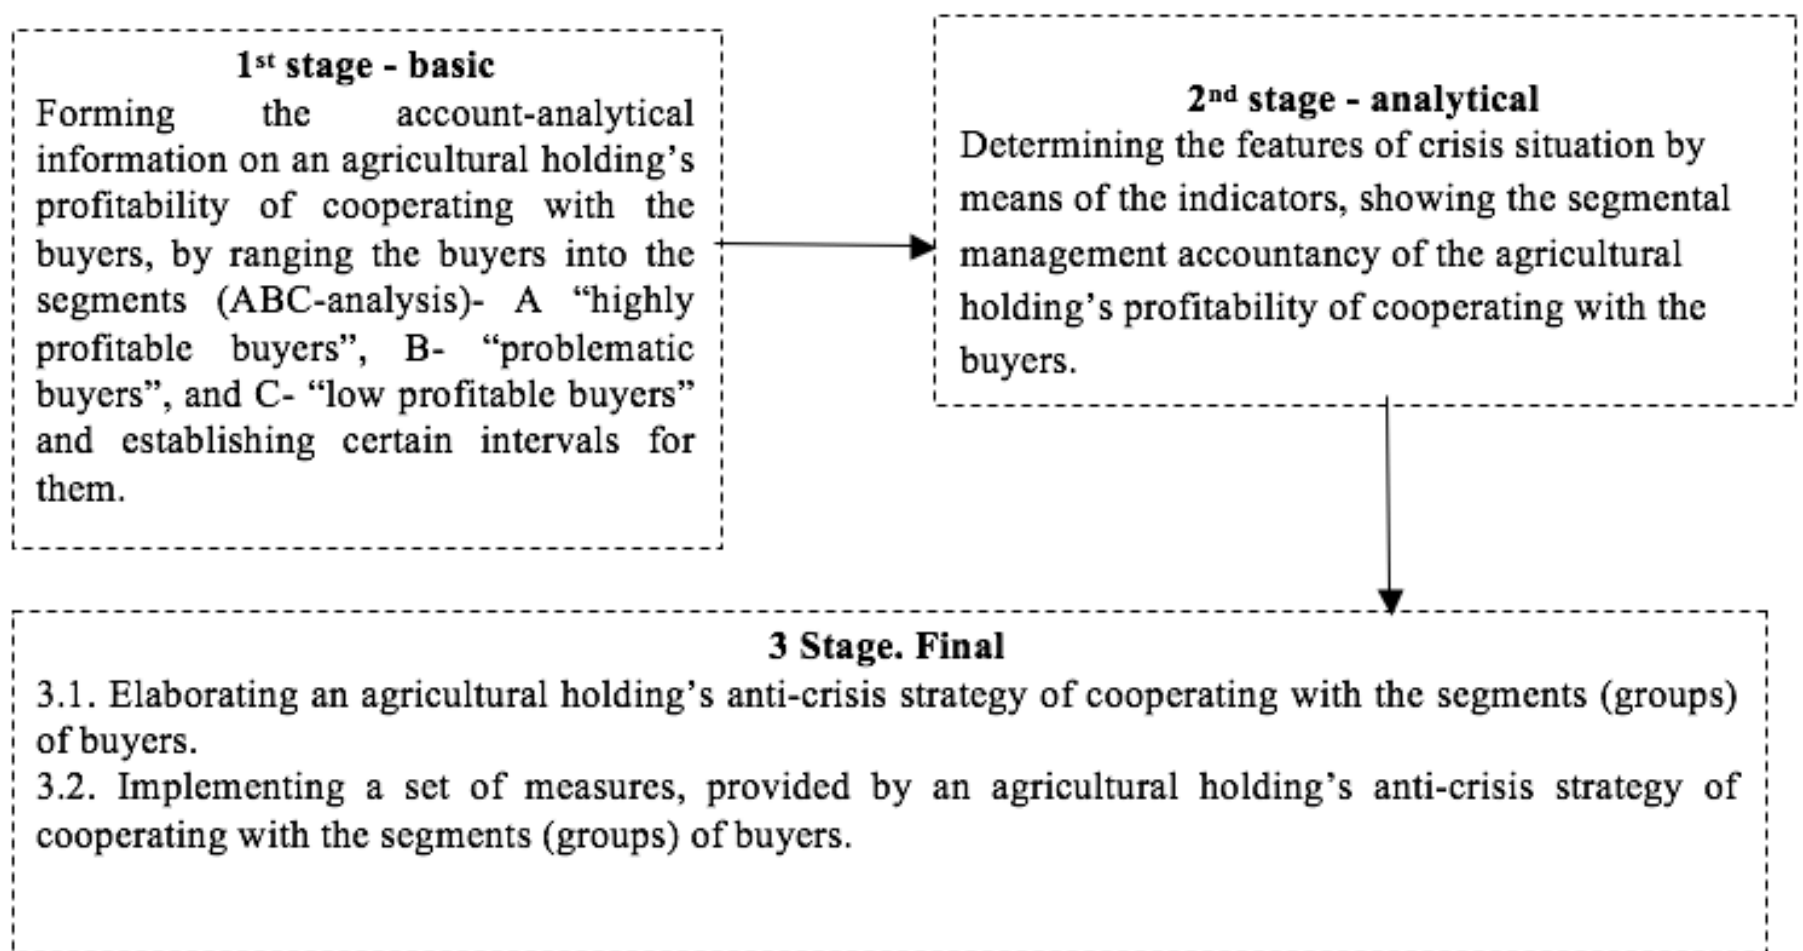 1st stage - basic
Forming the account-analytical
information on an agricultural holding's
profitability of cooperating with the
buyers, by ranging the buyers into the
segments (ABC-analysis)- A “highly
profitable buyers”, B- “problematic
buyers”, and C- “low profitable buyers”
and establishing certain intervals for
them.
2nd stage - analytical
Determining the features of crisis situation by
means of the indicators, showing the segmental
management accountancy of the agricultural
holding’s profitability of cooperating with the
buyers.
3 Stage. Final
3.1. Elaborating an agricultural holding’s anti-crisis strategy of cooperating with the segments (groups)
of buyers.
3.2. Implementing a set of measures, provided by an agricultural holding’s anti-crisis strategy of
cooperating with the segments (groups) of buyers.